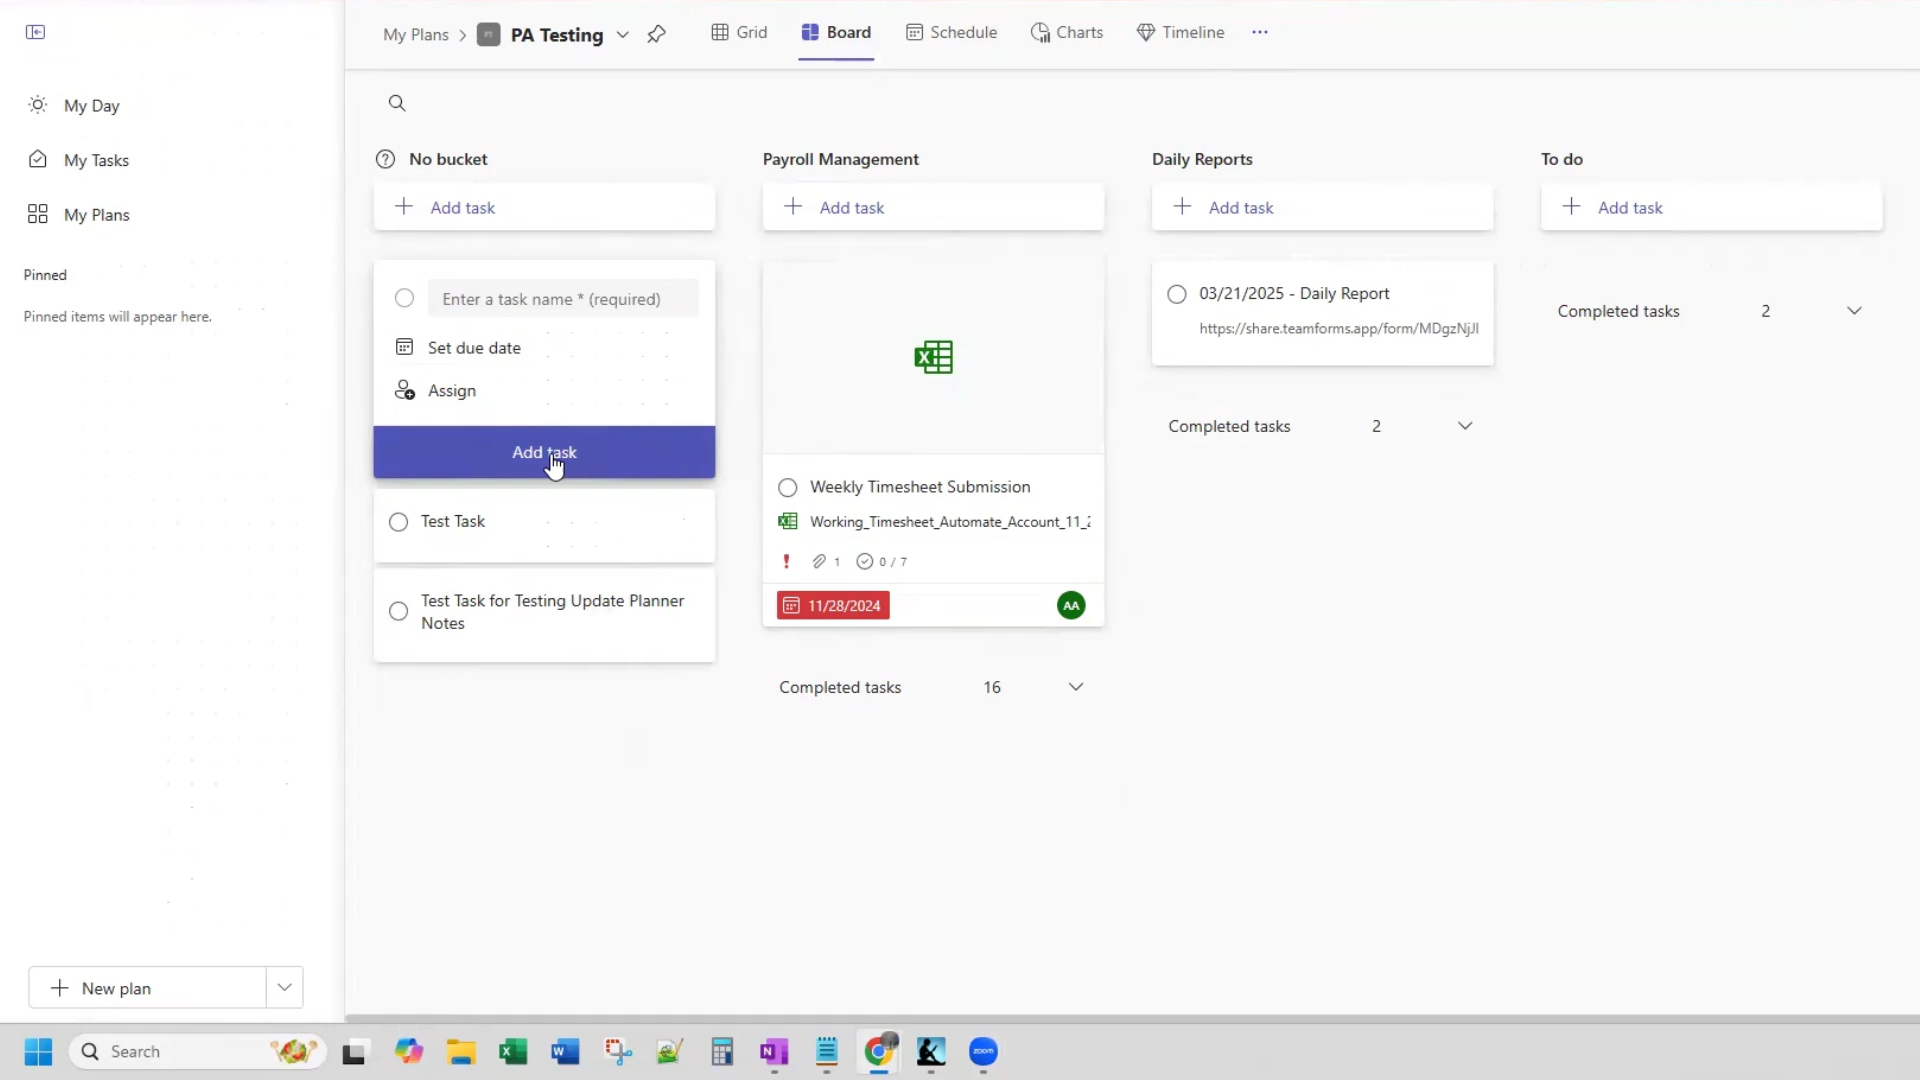 My Plans > PA Testing
Grid
Board
Schedule
Charts
Timeline
My Day
My Tasks
My Plans
Pinned
Pinned items will appear here.
New plan
No bucket
Add task
Enter a task name * (required)
Set due date
Assign
Add task
Test Task
Test Task for Testing Update Planner
Notes
Payroll Management
Add task
Weekly Timesheet Submission
Working_Timesheet_Automate_Account_11_2
1
0 / 7
11/28/2024
AA
Completed tasks 16
Daily Reports
Add task
03/21/2025 - Daily Report
https://share.teamforms.app/form/MDgzNjJl
Completed tasks 2
To do
Add task
Completed tasks 2
Search
zoom